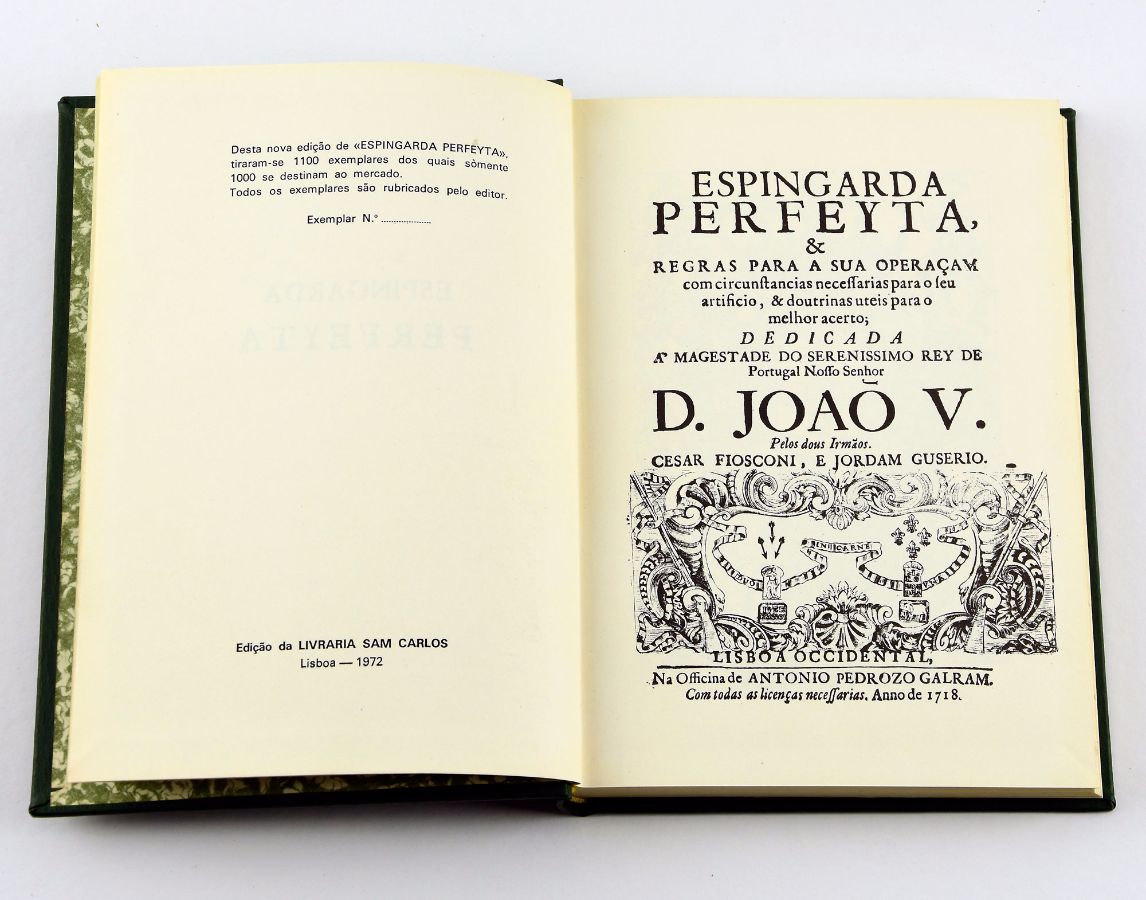 Desta nova edição de «ESPINGARDA PERFEYTA»,
tiraram-se 1100 exemplares dos quais sòmente
1000 se destinam ao mercado.
Todos os exemplares são rubricados pelo editor.
Exemplar N.º ....................
Edição da LIVRARIA SAM CARLOS
Lisboa — 1972
ESPINGARDA
PERFEYTA,
&
REGRAS PARA A SUA OPERAÇAM
com circunſtancias neceſſarias para o ſeu
artificio, & doutrinas uteis para o
melhor acerto;
DEDICADA
A' MAGESTADE DO SERENISSIMO REY DE
Portugal Noſſo Senhor
D. JOAÕ V.
Pelos dous Irmãos.
CESAR FIOSCONI, E JORDAM GUSERIO.
LISBOA OCCIDENTAL,
Na Officina de ANTONIO PEDROZO GALRAM.
Com todas as licenças neceſſarias. Anno de 1718.